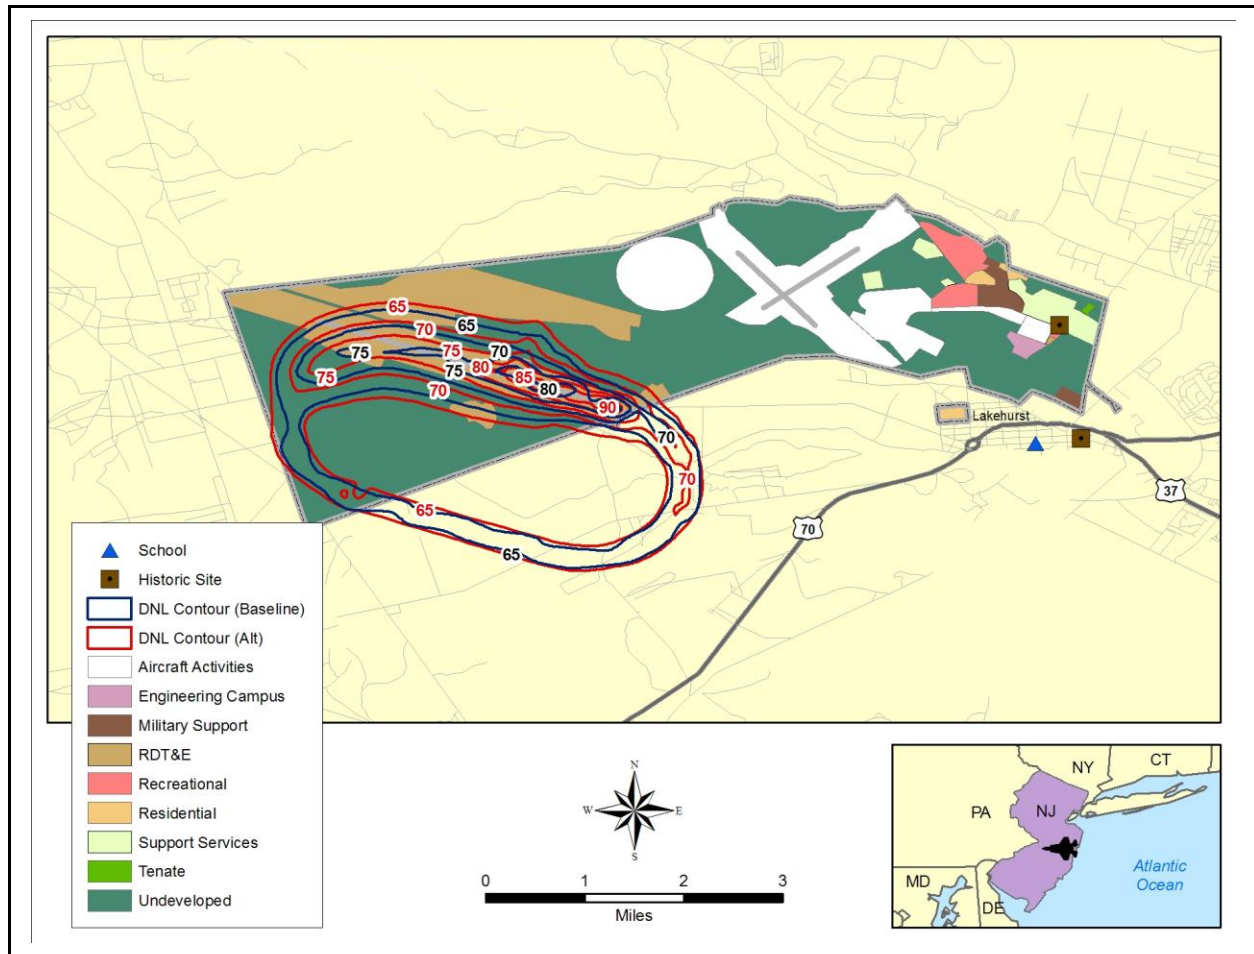 65
70
65
75
75
70
80
85
75
75
80
70
90
70
70
65
65
Lakehurst
37
70
School
Historic Site
DNL Contour (Baseline)
DNL Contour (Alt)
Aircraft Activities
Engineering Campus
Military Support
RDT&E
Recreational
Residential
Support Services
Tenate
Undeveloped
N
W
E
S
0
1
2
3
Miles
NY
CT
PA
NJ
MD
DE
Atlantic
Ocean